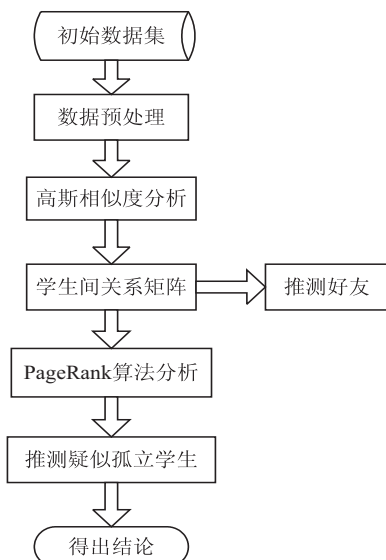 初始数据集
数据预处理
高斯相似度分析
学生间关系矩阵
推测好友
PageRank算法分析
推测疑似孤立学生
得出结论